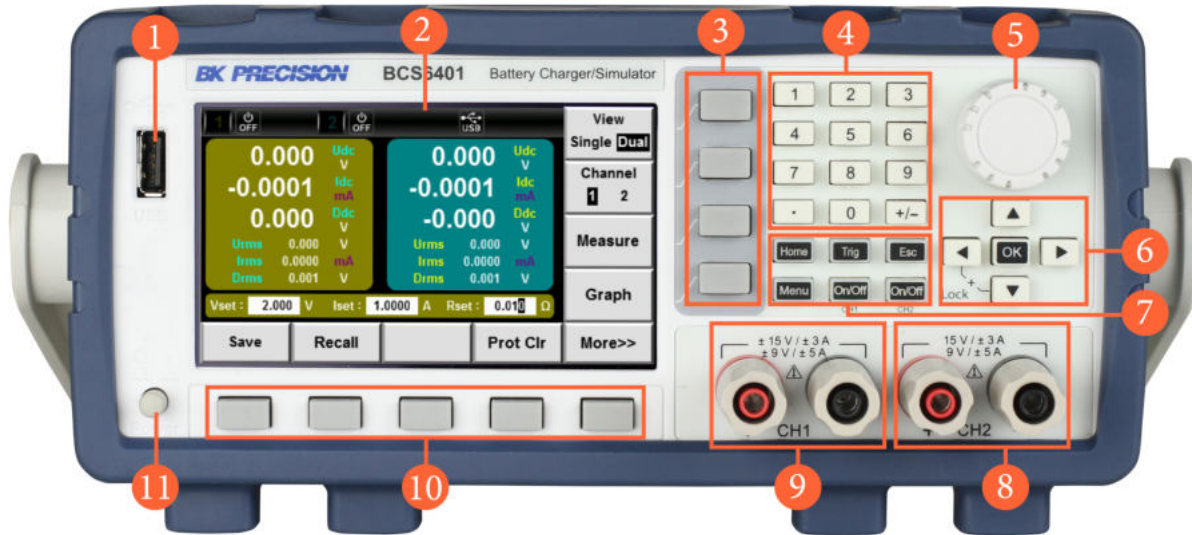 1
2
3
4
5
BK PRECISION BCS6401 Battery Charger/Simulator
1 OFF 2 OFF USB
0.000 Udc V 0.000 Udc V
-0.0001 Idc mA -0.0001 Idc mA
0.000 Ddc V -0.000 Ddc V
Urms 0.000 V Urms 0.000 V
Irms 0.0000 mA Irms 0.0000 mA
Drms 0.001 V Drms 0.001 V
Vset : 2.000 V Iset : 1.0000 A Rset : 0.010 Ω
View
Single Dual
Channel
1 2
Measure
Graph
Save Recall Prot Clr More>>
1 2 3
4 5 6
7 8 9
. 0 +/-
Home Trig Esc
Menu On/Off On/Off
CH1 CH2
OK
+
Lock
6
7
± 15 V / ± 3 A
± 9 V / ± 5 A
CH1
15 V / ± 3 A
9 V / ± 5 A
+ CH2
11
10
9
8